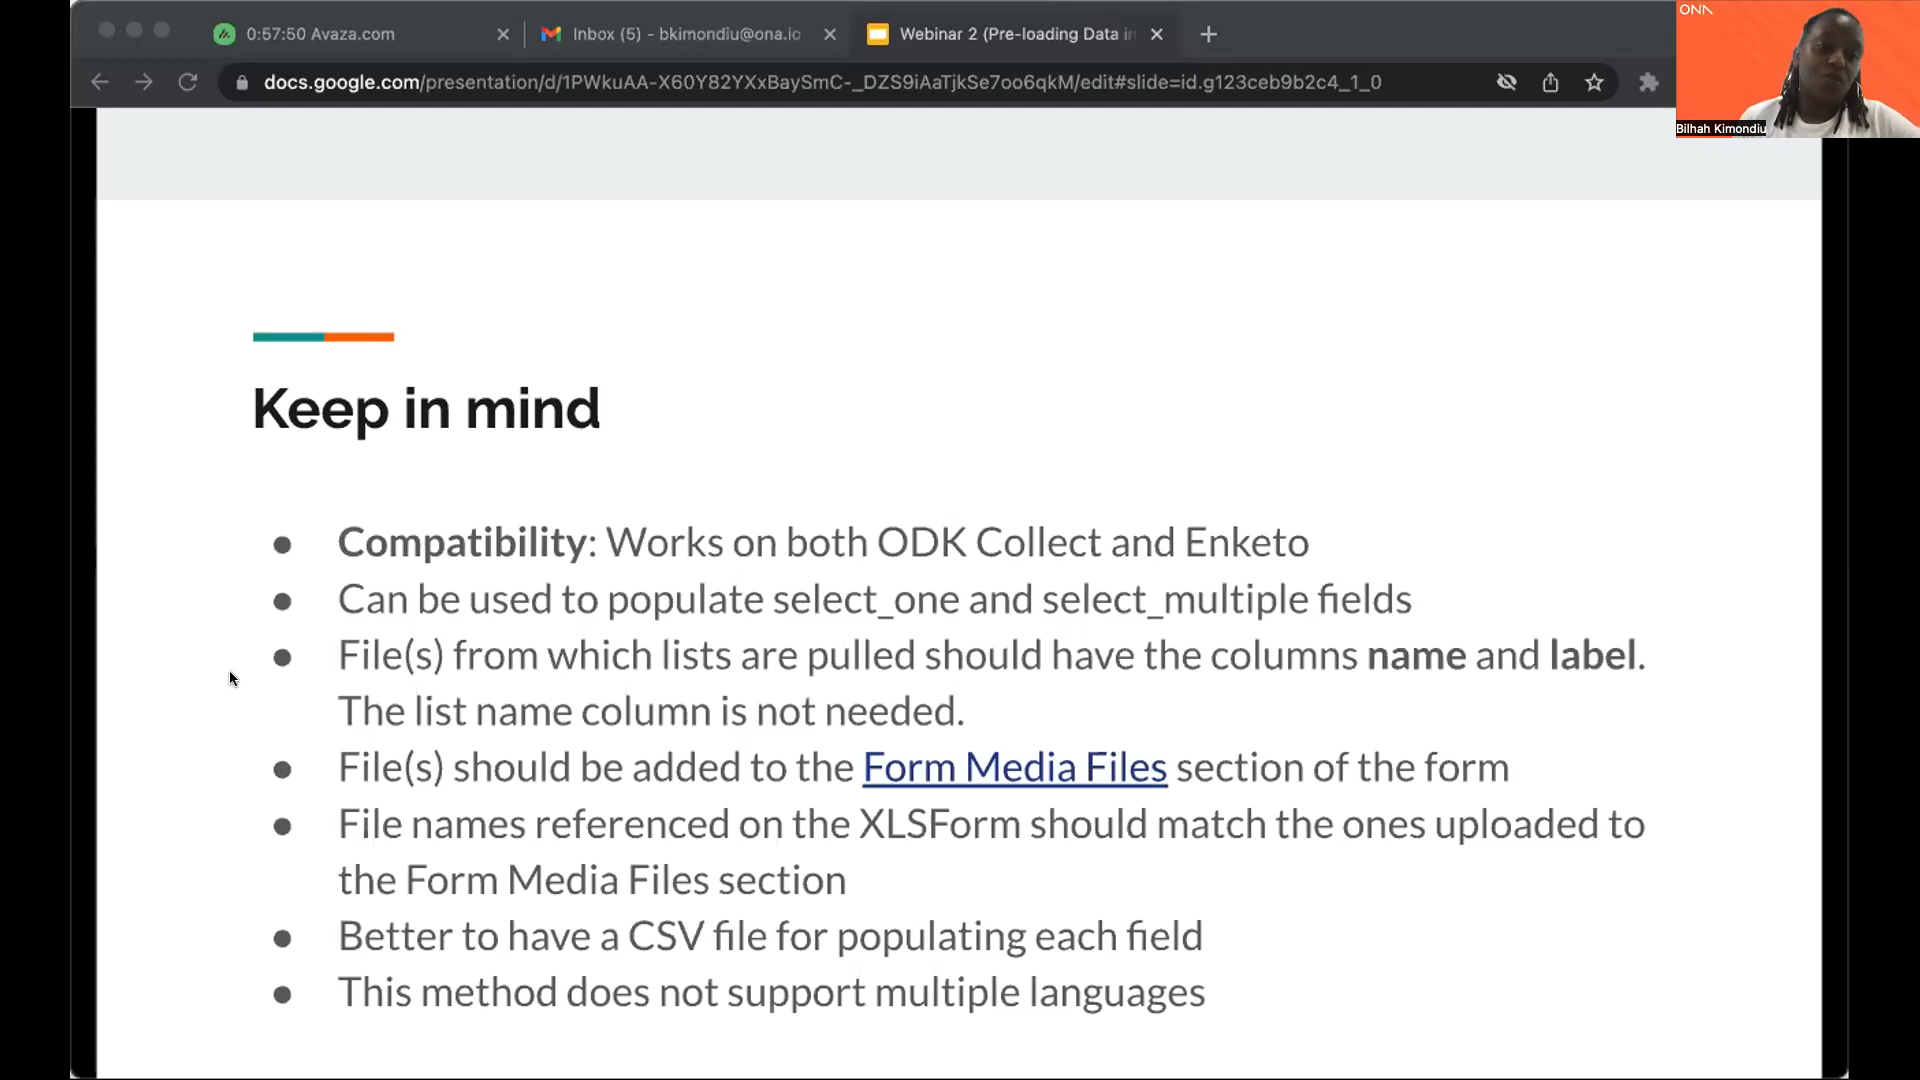 0:57:50 Avaza.com
Inbox (5) - bkimondiu@ona.io
Webinar 2 (Pre-loading Data in
docs.google.com/presentation/d/1PWkuAA-X60Y82YXxBaySmC-_DZS9iAaTjkSe7oo6qkM/edit#slide=id.g123ceb9b2c4_1_0
ONA
Bilhah Kimondiu
Keep in mind
● Compatibility: Works on both ODK Collect and Enketo
● Can be used to populate select_one and select_multiple fields
● File(s) from which lists are pulled should have the columns name and label.
The list name column is not needed.
● File(s) should be added to the Form Media Files section of the form
● File names referenced on the XLSForm should match the ones uploaded to
the Form Media Files section
● Better to have a CSV file for populating each field
● This method does not support multiple languages